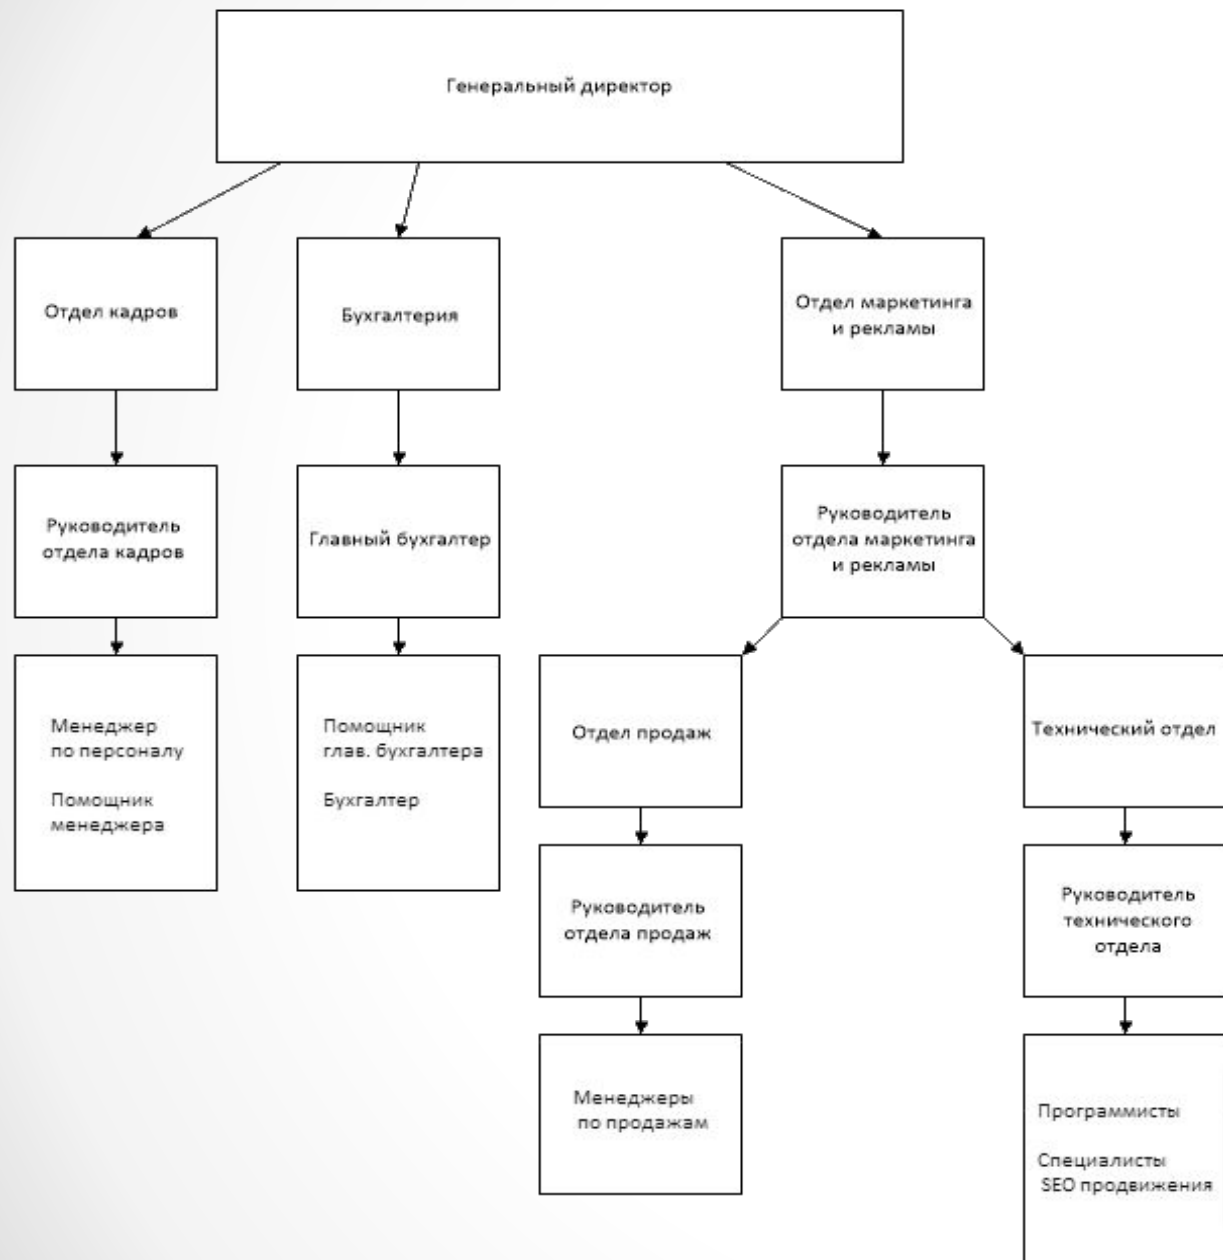 Генеральный директор
Отдел кадров
Бухгалтерия
Отдел маркетинга
и рекламы
Руководитель
отдела кадров
Главный бухгалтер
Руководитель
отдела маркетинга
и рекламы
Менеджер
по персоналу
Помощник
менеджера
Помощник
глав. бухгалтера
Бухгалтер
Отдел продаж
Технический отдел
Руководитель
отдела продаж
Руководитель
технического
отдела
Менеджеры
по продажам
Программисты
Специалисты
SEO продвижения